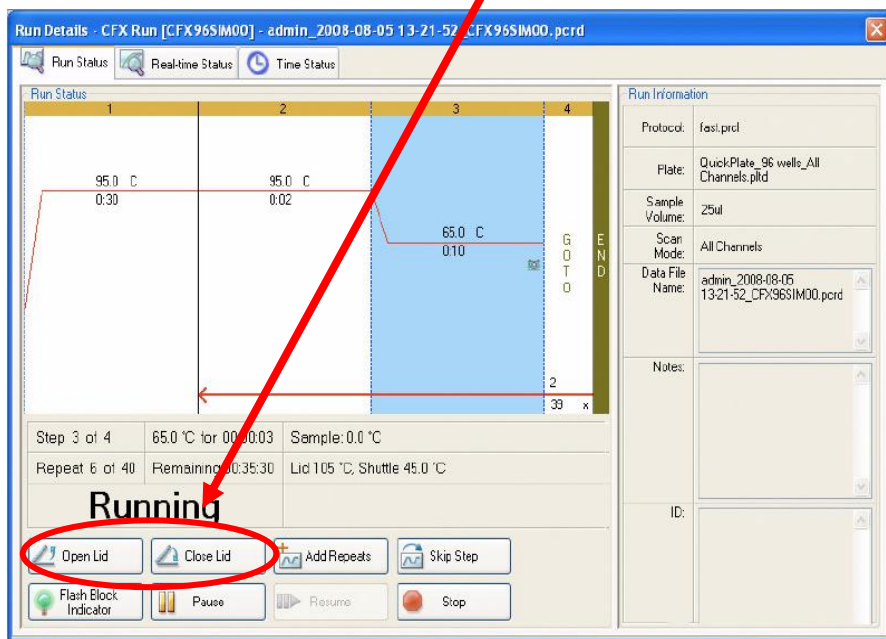 Run Details - CFX Run [CFX96SIM00] - admin_2008-08-05 13-21-52_CFX96SIM00.pcrd
Run Status Real-time Status Time Status
Run Status
1 2 3 4
95.0 C
0:30
95.0 C
0:02
65.0 C
0:10
GOTO
END
2
39 x
Step 3 of 4 65.0 °C for 00:00:03 Sample: 0.0 °C
Repeat 6 of 40 Remaining 00:35:30 Lid 105 °C, Shuttle 45.0 °C
Running
Open Lid Close Lid Add Repeats Skip Step
Flash Block
Indicator
Pause Resume Stop
Run Information
Protocol: fast.prcl
Plate: QuickPlate_96 wells_All
Channels.pltd
Sample
Volume:
25ul
Scan
Mode:
All Channels
Data File
Name:
admin_2008-08-05
13-21-52_CFX96SIM00.pcrd
Notes:
ID: